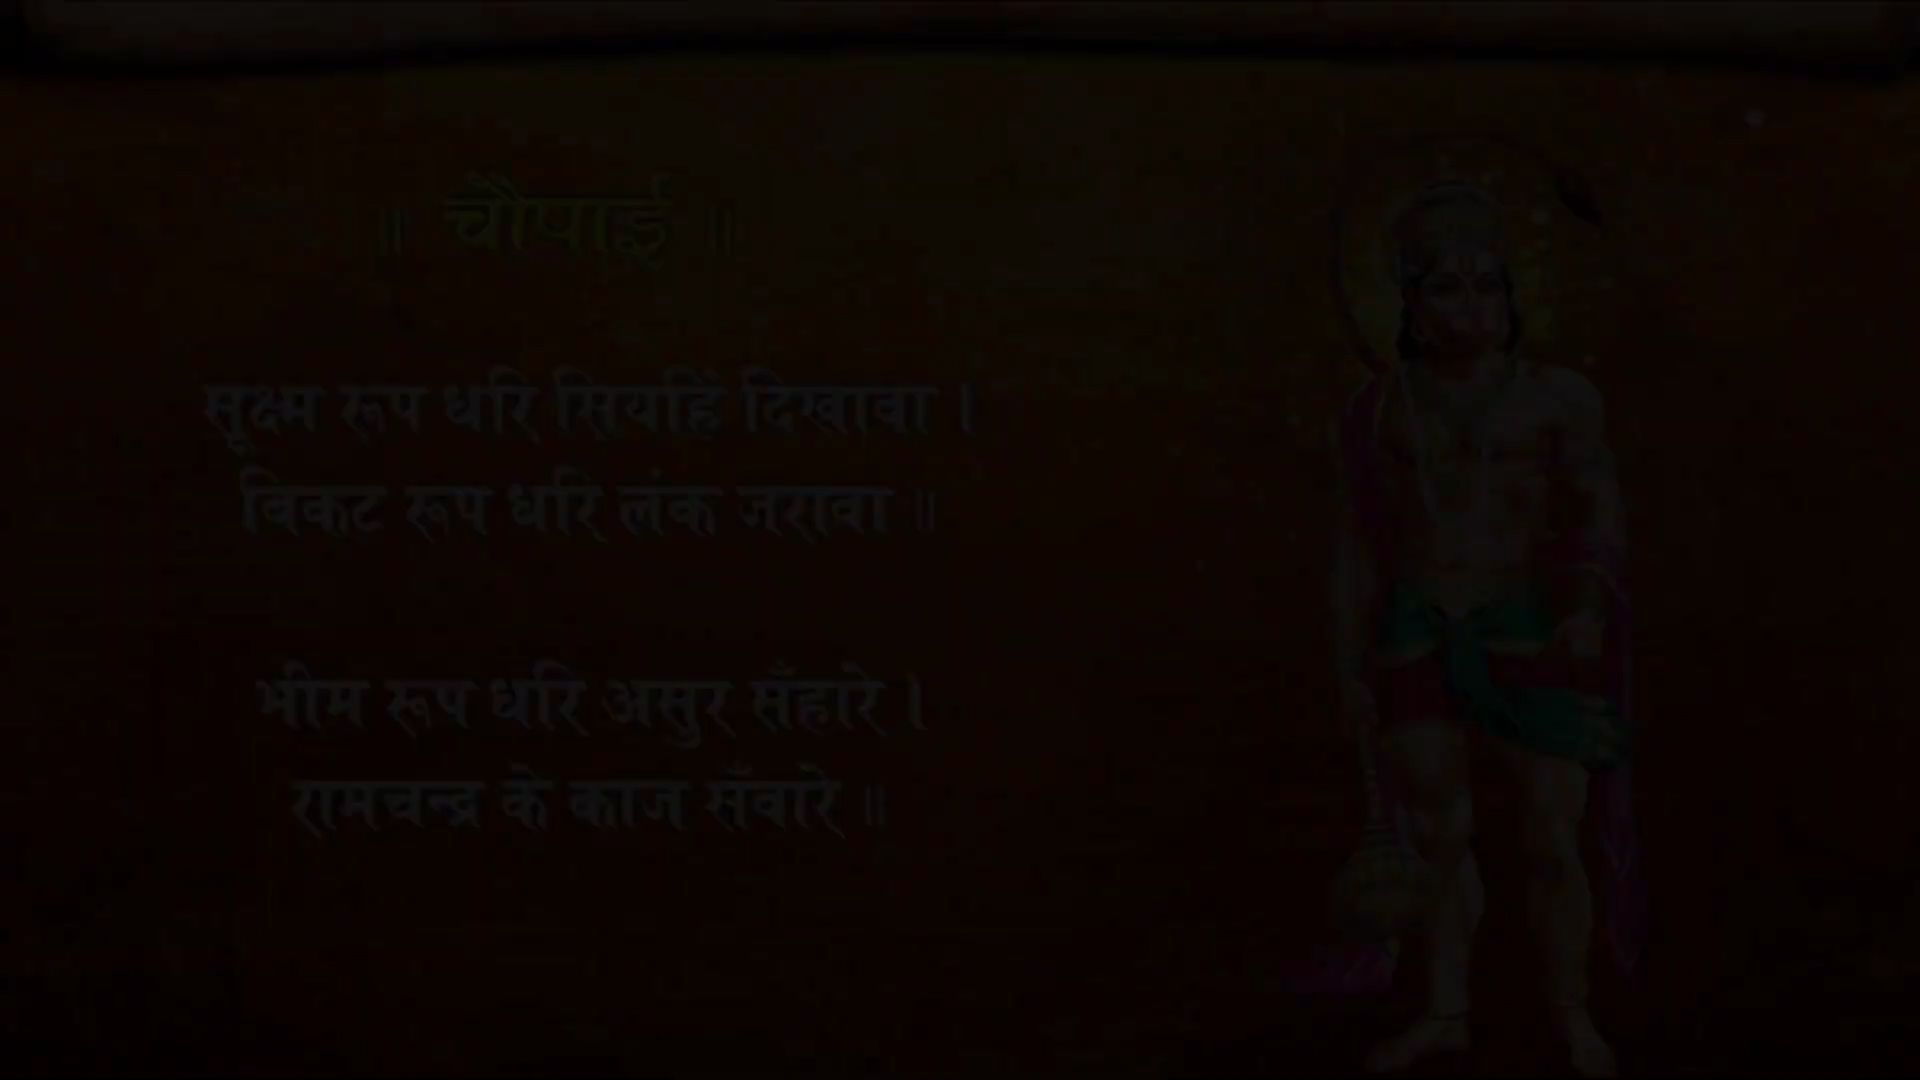 ॥ चौपाई ॥
सूक्ष्म रूप धरि सियहिं दिखावा ।
विकट रूप धरि लंक जरावा ॥
भीम रूप धरि असुर सँहारे ।
रामचन्द्र के काज सँवारे ॥